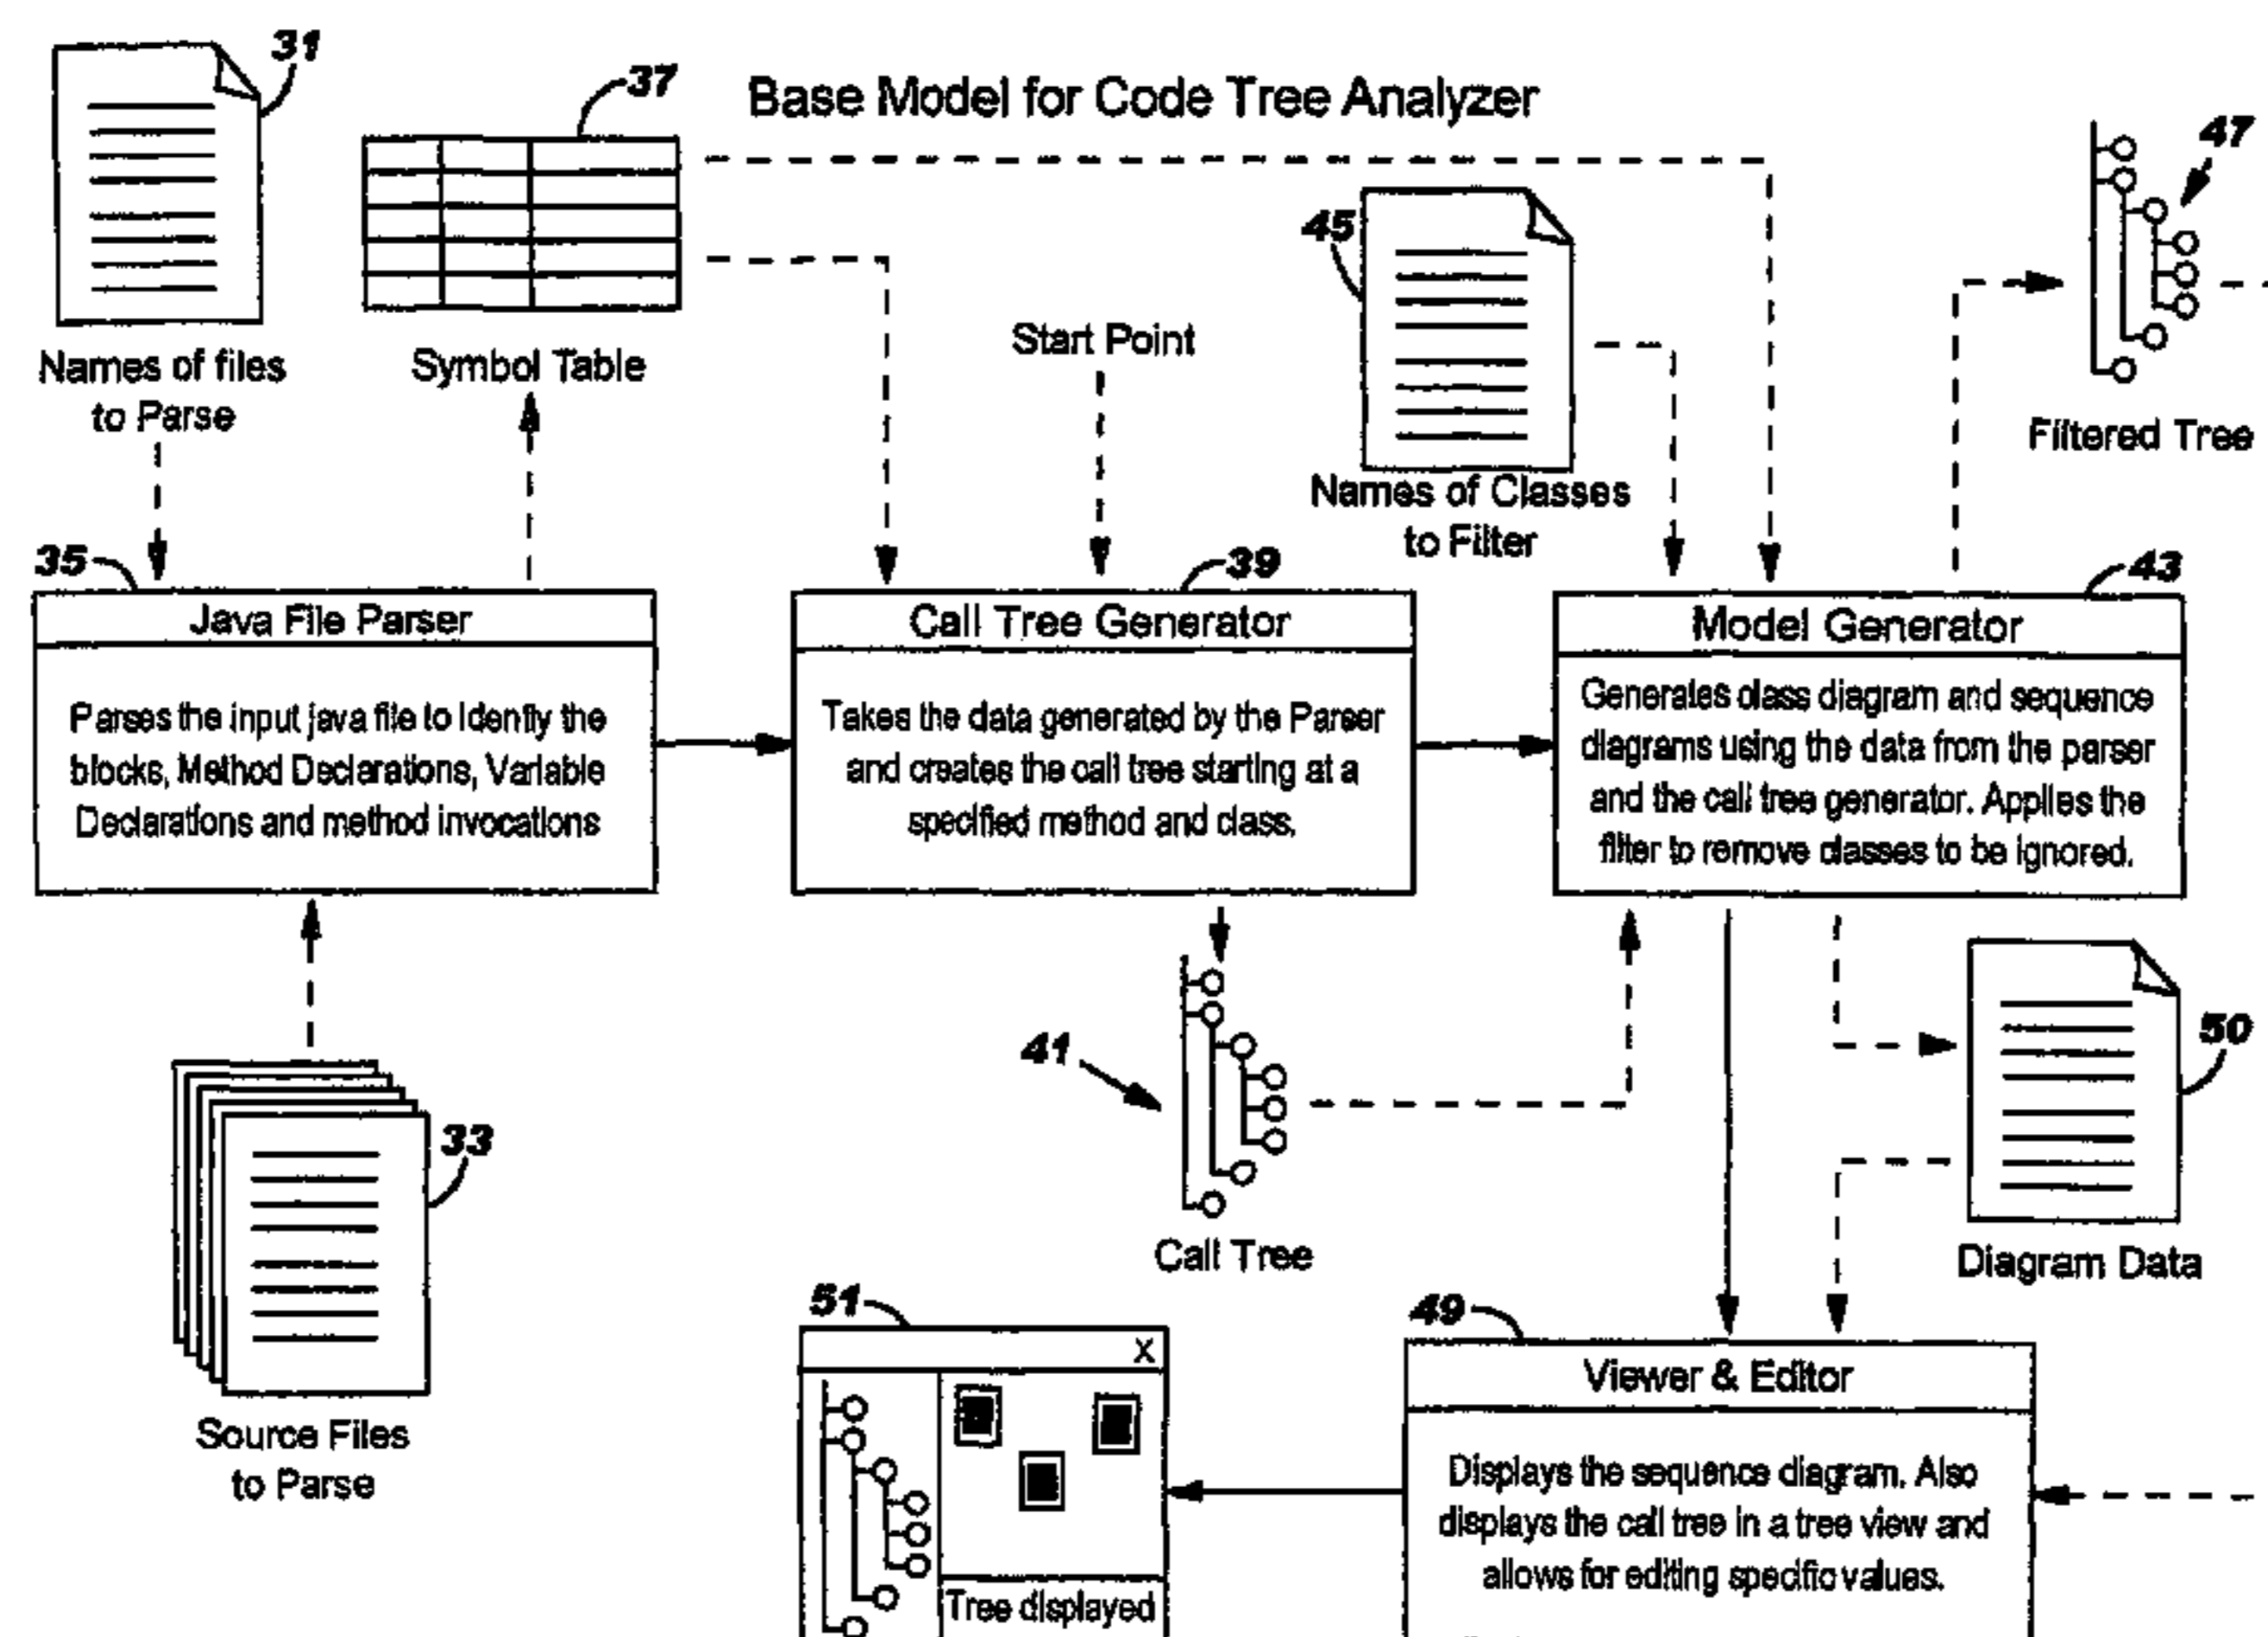 31
37
Base Model for Code Tree Analyzer
47
45
Start Point
Names of files
to Parse
Symbol Table
Filtered Tree
Names of Classes
to Filter
35
39
43
Java File Parser
Parses the input java file to Identfy the
blocks, Method Declarations, Variable
Declarations and method invocations
Call Tree Generator
Takes the data generated by the Parser
and creates the call tree starting at a
specified method and class.
Model Generator
Generates class diagram and sequence
diagrams using the data from the parser
and the call tree generator. Applies the
filter to remove classes to be ignored.
41
50
33
Call Tree
Diagram Data
51
49
X
Viewer & Editor
Source Files
to Parse
Displays the sequence diagram. Also
displays the call tree in a tree view and
allows for editing specific values.
Tree displayed